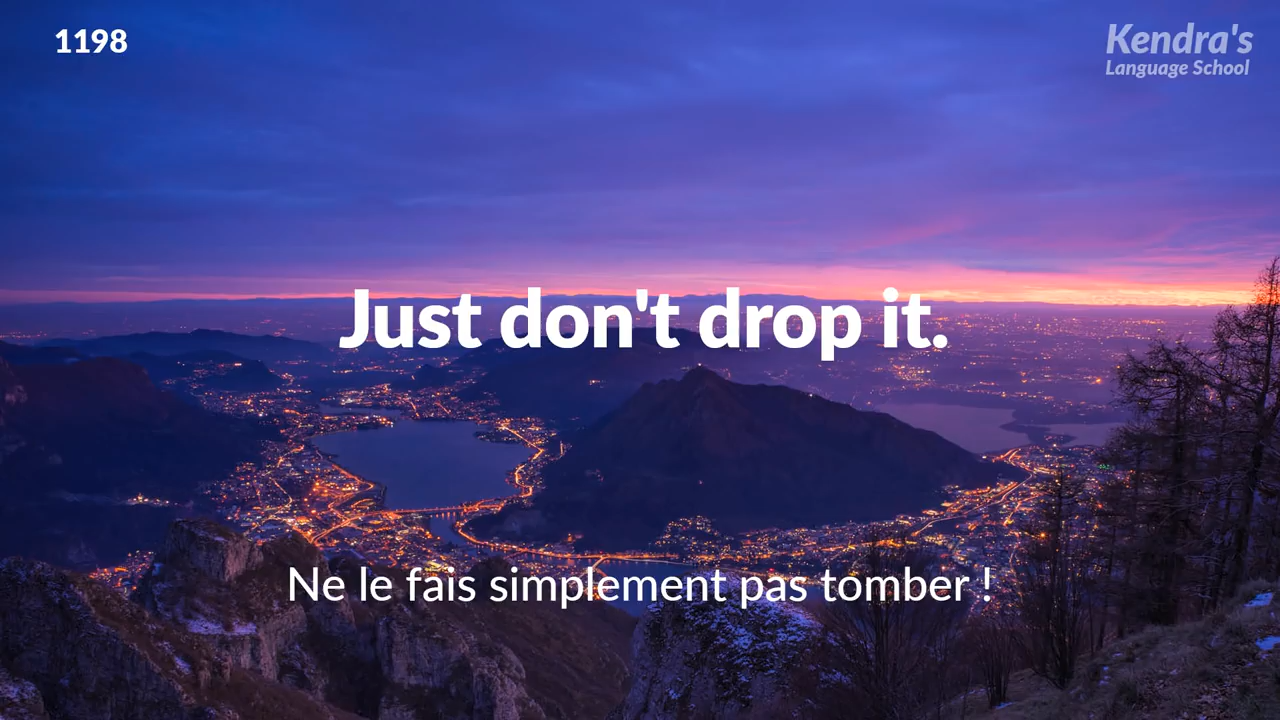 1198
Kendra's
Language School
Just don't drop it.
Ne le fais simplement pas tomber !